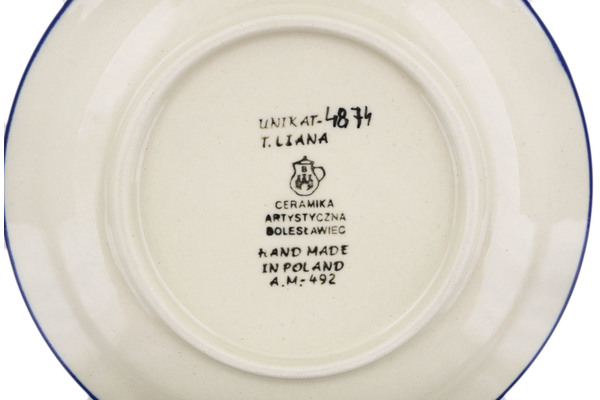 UNIKAT-4874
T. LIANA
B
CERAMIKA
ARTYSTYCZNA
BOLESŁAWIEC
hAND MADE
IN POLAND
A.M.-492